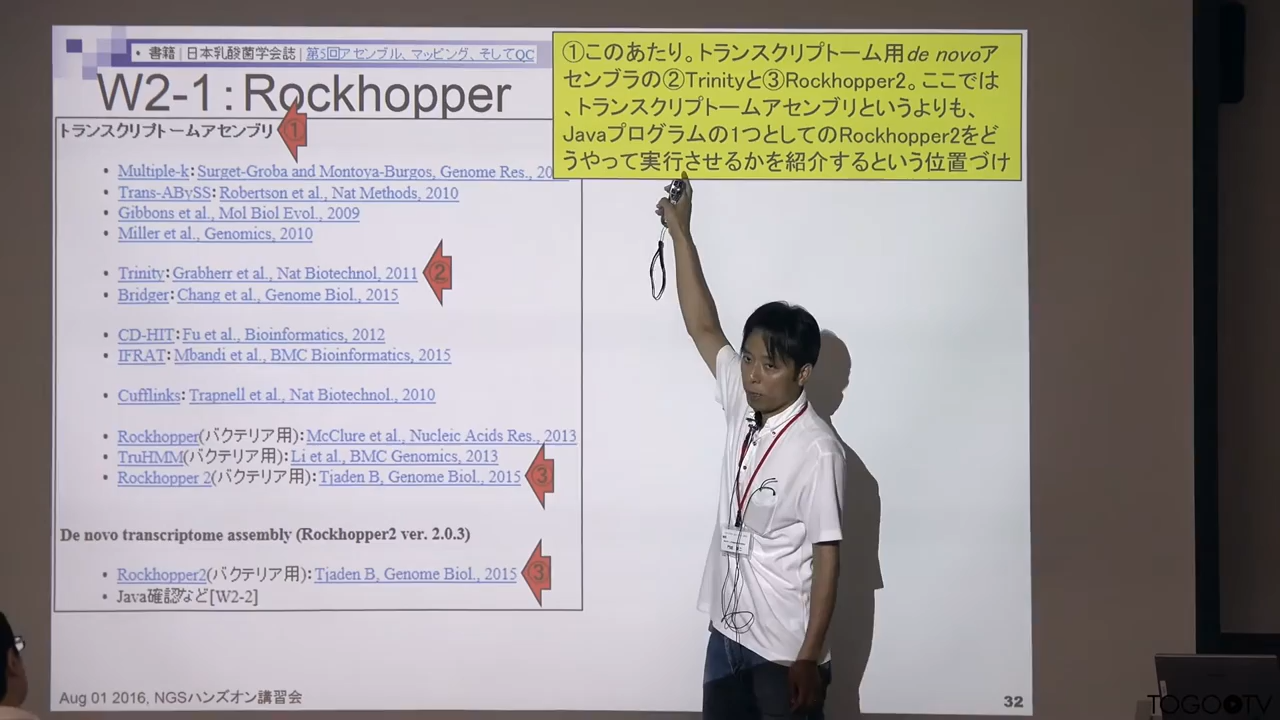 • 書籍 | 日本乳酸菌学会誌 | 第5回アセンブル、マッピング、そしてQC
W2-1：Rockhopper
①このあたり。トランスクリプトーム用de novoア
センブラの②Trinityと③Rockhopper2。ここでは
、トランスクリプトームアセンブリというよりも、
Javaプログラムの1つとしてのRockhopper2をど
うやって実行させるかを紹介するという位置づけ
トランスクリプトームアセンブリ ①
• Multiple-k: Surget-Groba and Montoya-Burgos, Genome Res., 20
• Trans-ABySS: Robertson et al., Nat Methods, 2010
• Gibbons et al., Mol Biol Evol., 2009
• Miller et al., Genomics, 2010
• Trinity: Grabherr et al., Nat Biotechnol, 2011 ②
• Bridger: Chang et al., Genome Biol., 2015
• CD-HIT: Fu et al., Bioinformatics, 2012
• IFRAT: Mbandi et al., BMC Bioinformatics, 2015
• Cufflinks: Trapnell et al., Nat Biotechnol., 2010
• Rockhopper(バクテリア用): McClure et al., Nucleic Acids Res., 2013
• TruHMM(バクテリア用): Li et al., BMC Genomics, 2013
• Rockhopper 2(バクテリア用): Tjaden B, Genome Biol., 2015 ③
De novo transcriptome assembly (Rockhopper2 ver. 2.0.3)
• Rockhopper2(バクテリア用): Tjaden B, Genome Biol., 2015 ③
• Java確認など[W2-2]
Aug 01 2016, NGSハンズオン講習会
32
TOGOTV